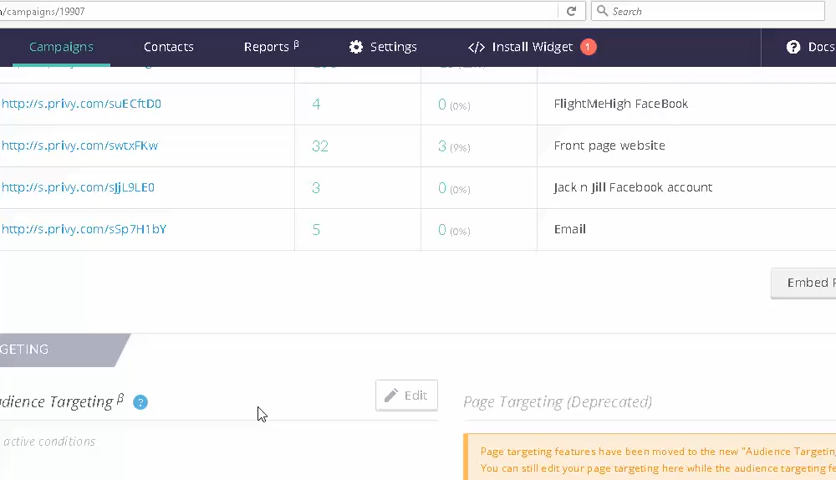 /campaigns/19907
Search
Campaigns Contacts Reports β Settings </> Install Widget 1 ? Docs
http://s.privy.com/suECftD0 4 0 (0%) FlightMeHigh FaceBook
http://s.privy.com/swtxFKw 32 3 (9%) Front page website
http://s.privy.com/sJjL9LE0 3 0 (0%) Jack n Jill Facebook account
http://s.privy.com/sSp7H1bY 5 0 (0%) Email
Embed
GETING
dience Targeting β ? Edit
Page Targeting (Deprecated)
active conditions
Page targeting features have been moved to the new "Audience Targetin
You can still edit your page targeting here while the audience targeting fe